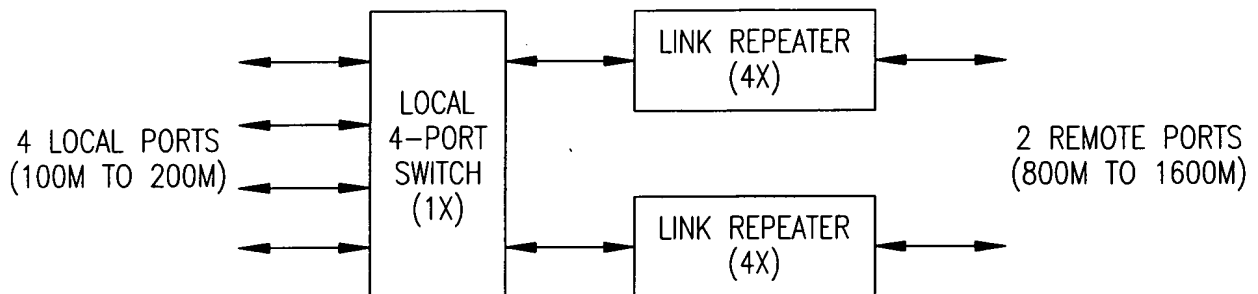 4 LOCAL PORTS
(100M TO 200M)
LOCAL
4-PORT
SWITCH
(1X)
LINK REPEATER
(4X)
LINK REPEATER
(4X)
2 REMOTE PORTS
(800M TO 1600M)